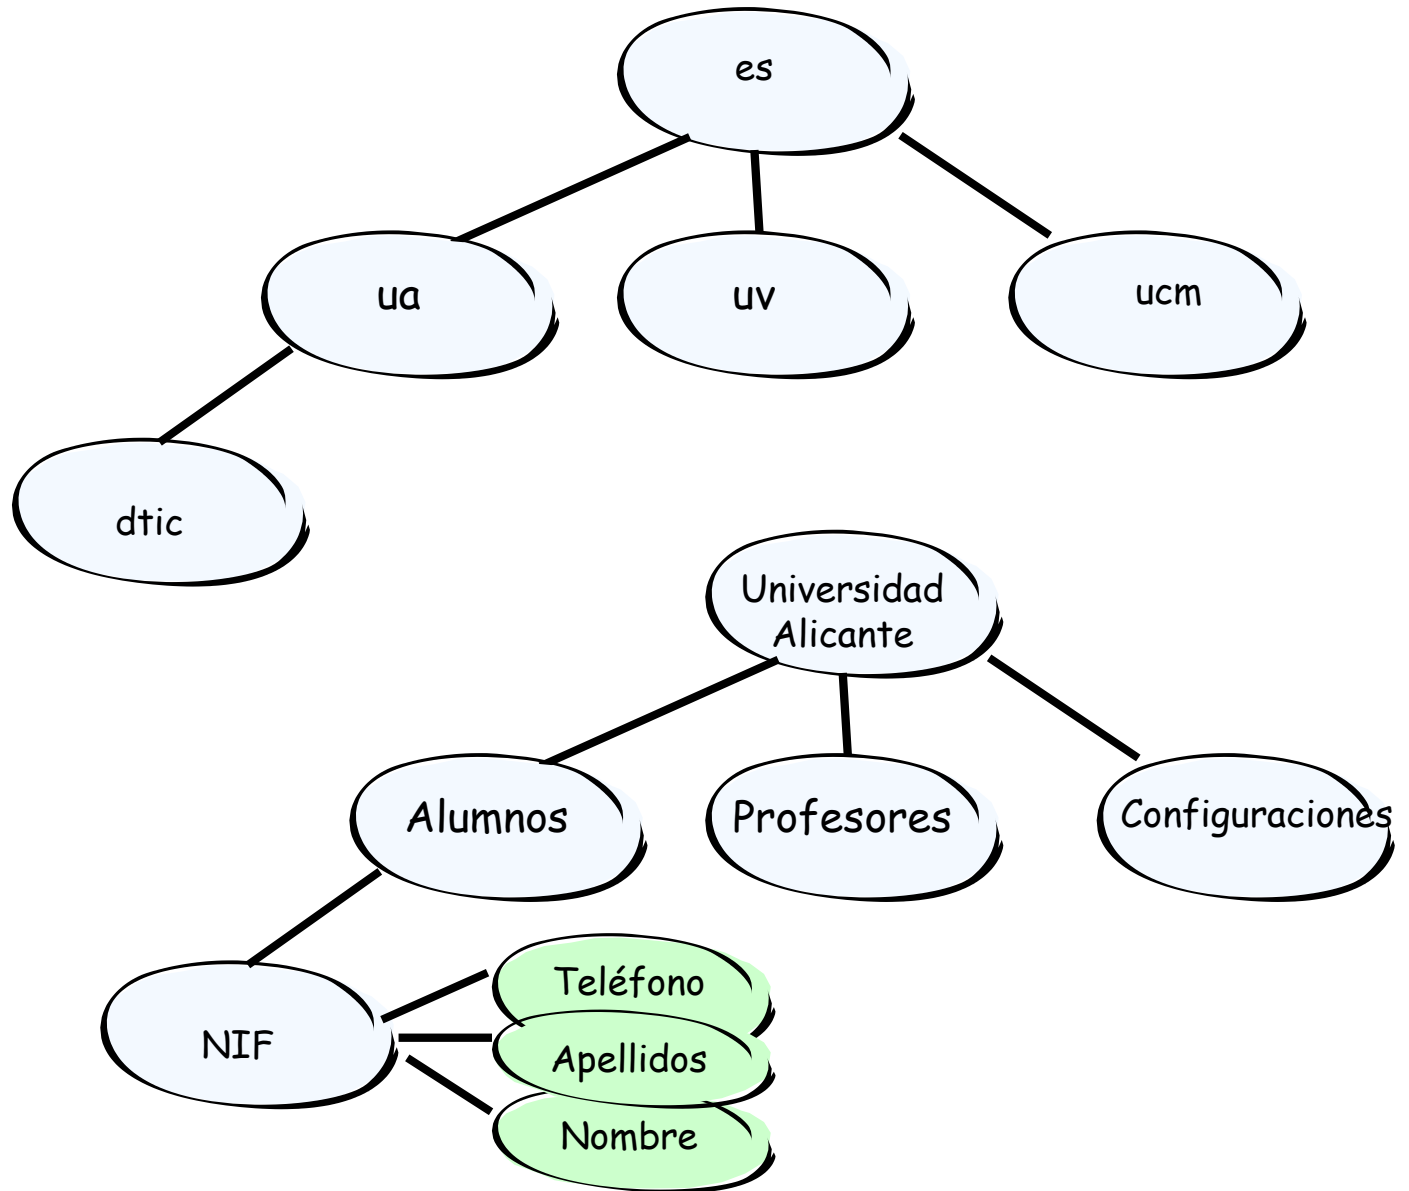 es
ua
uv
ucm
dtic
Universidad
Alicante
Alumnos
Profesores
Configuraciones
NIF
Teléfono
Apellidos
Nombre